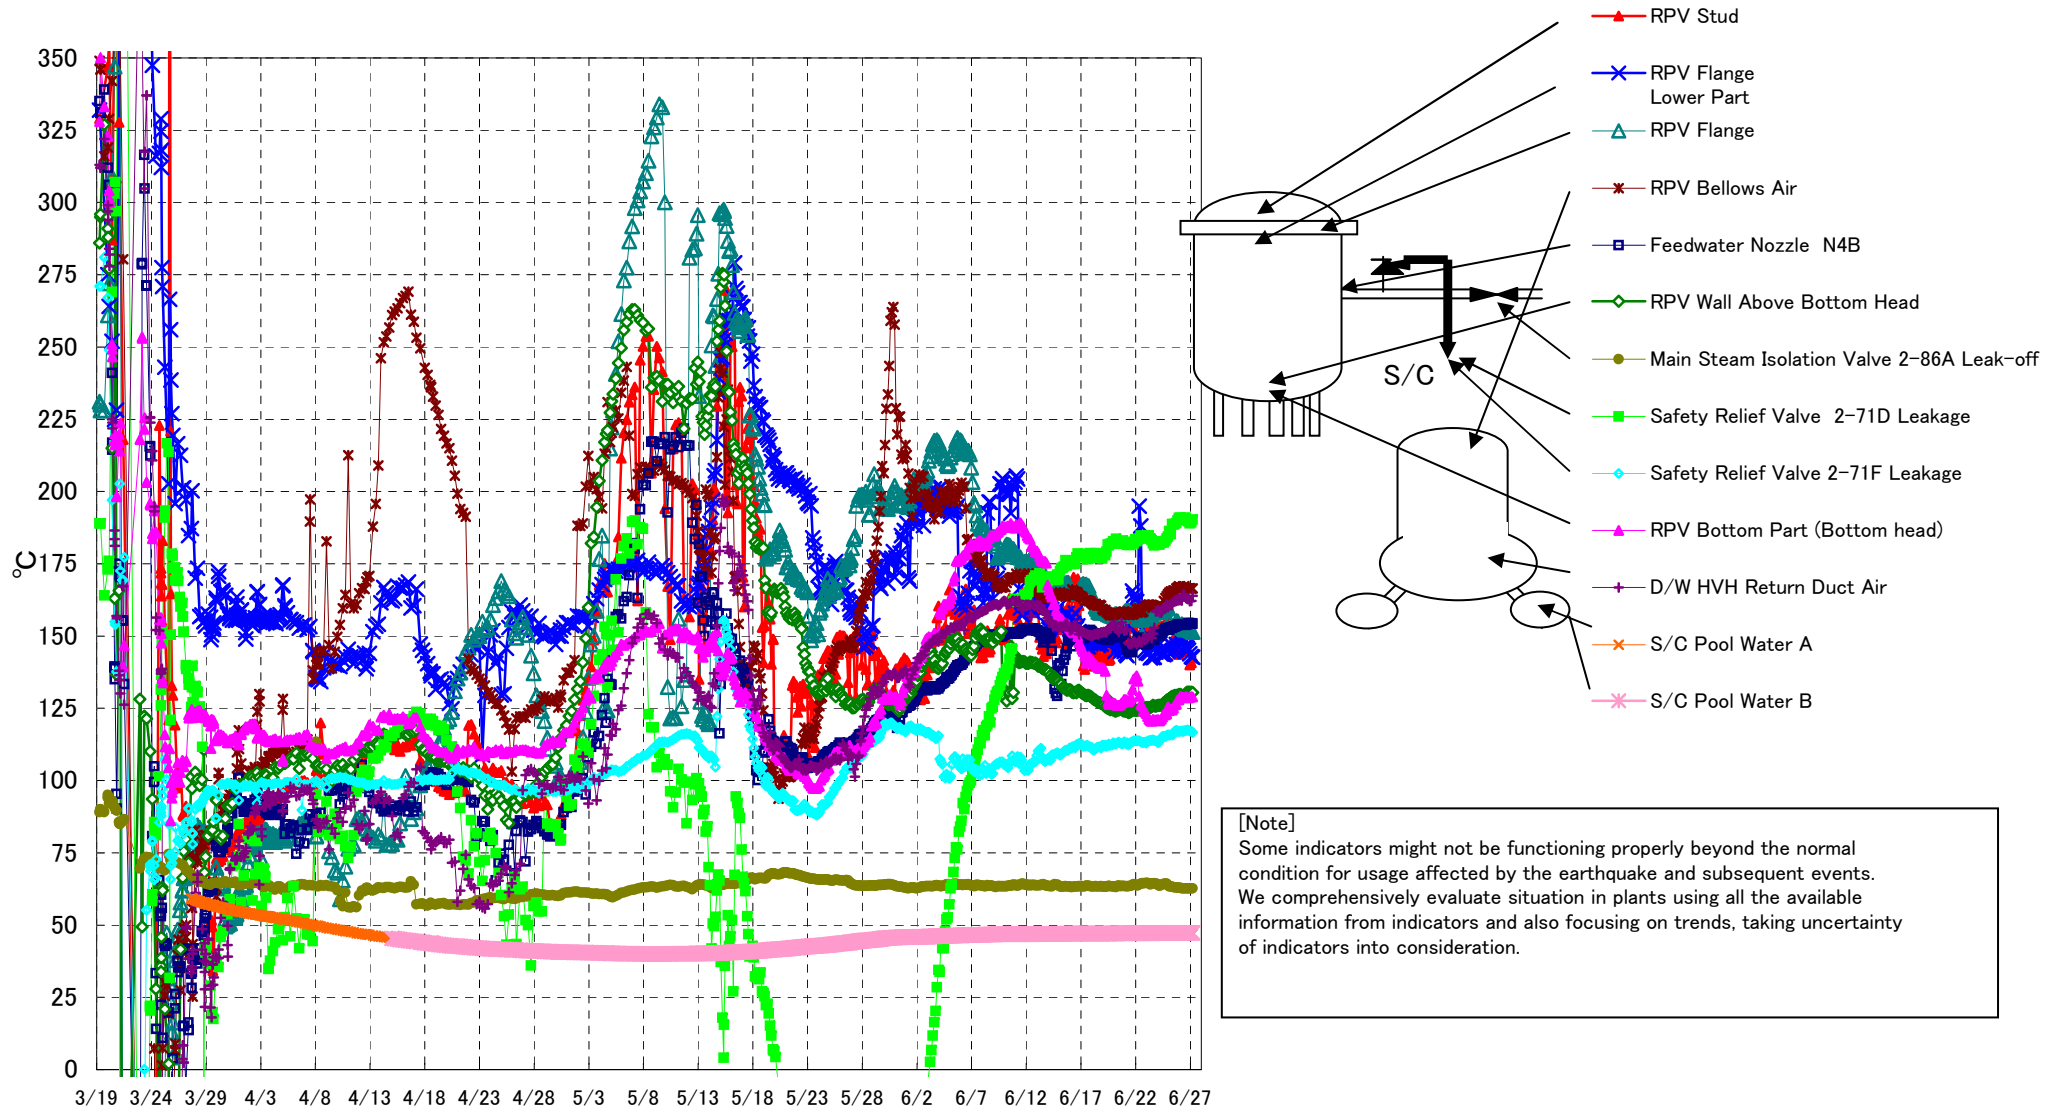 350
325
300
275
250
225
200
175
150
125
100
75
50
25
0
℃
3/19 3/24 3/29 4/3 4/8 4/13 4/18 4/23 4/28 5/3 5/8 5/13 5/18 5/23 5/28 6/2 6/7 6/12 6/17 6/22 6/27
RPV Stud
RPV Flange
Lower Part
RPV Flange
RPV Bellows Air
Feedwater Nozzle N4B
RPV Wall Above Bottom Head
Main Steam Isolation Valve 2-86A Leak-off
Safety Relief Valve 2-71D Leakage
Safety Relief Valve 2-71F Leakage
RPV Bottom Part (Bottom head)
D/W HVH Return Duct Air
S/C Pool Water A
S/C Pool Water B
S/C
[Note]
Some indicators might not be functioning properly beyond the normal
condition for usage affected by the earthquake and subsequent events.
We comprehensively evaluate situation in plants using all the available
information from indicators and also focusing on trends, taking uncertainty
of indicators into consideration.